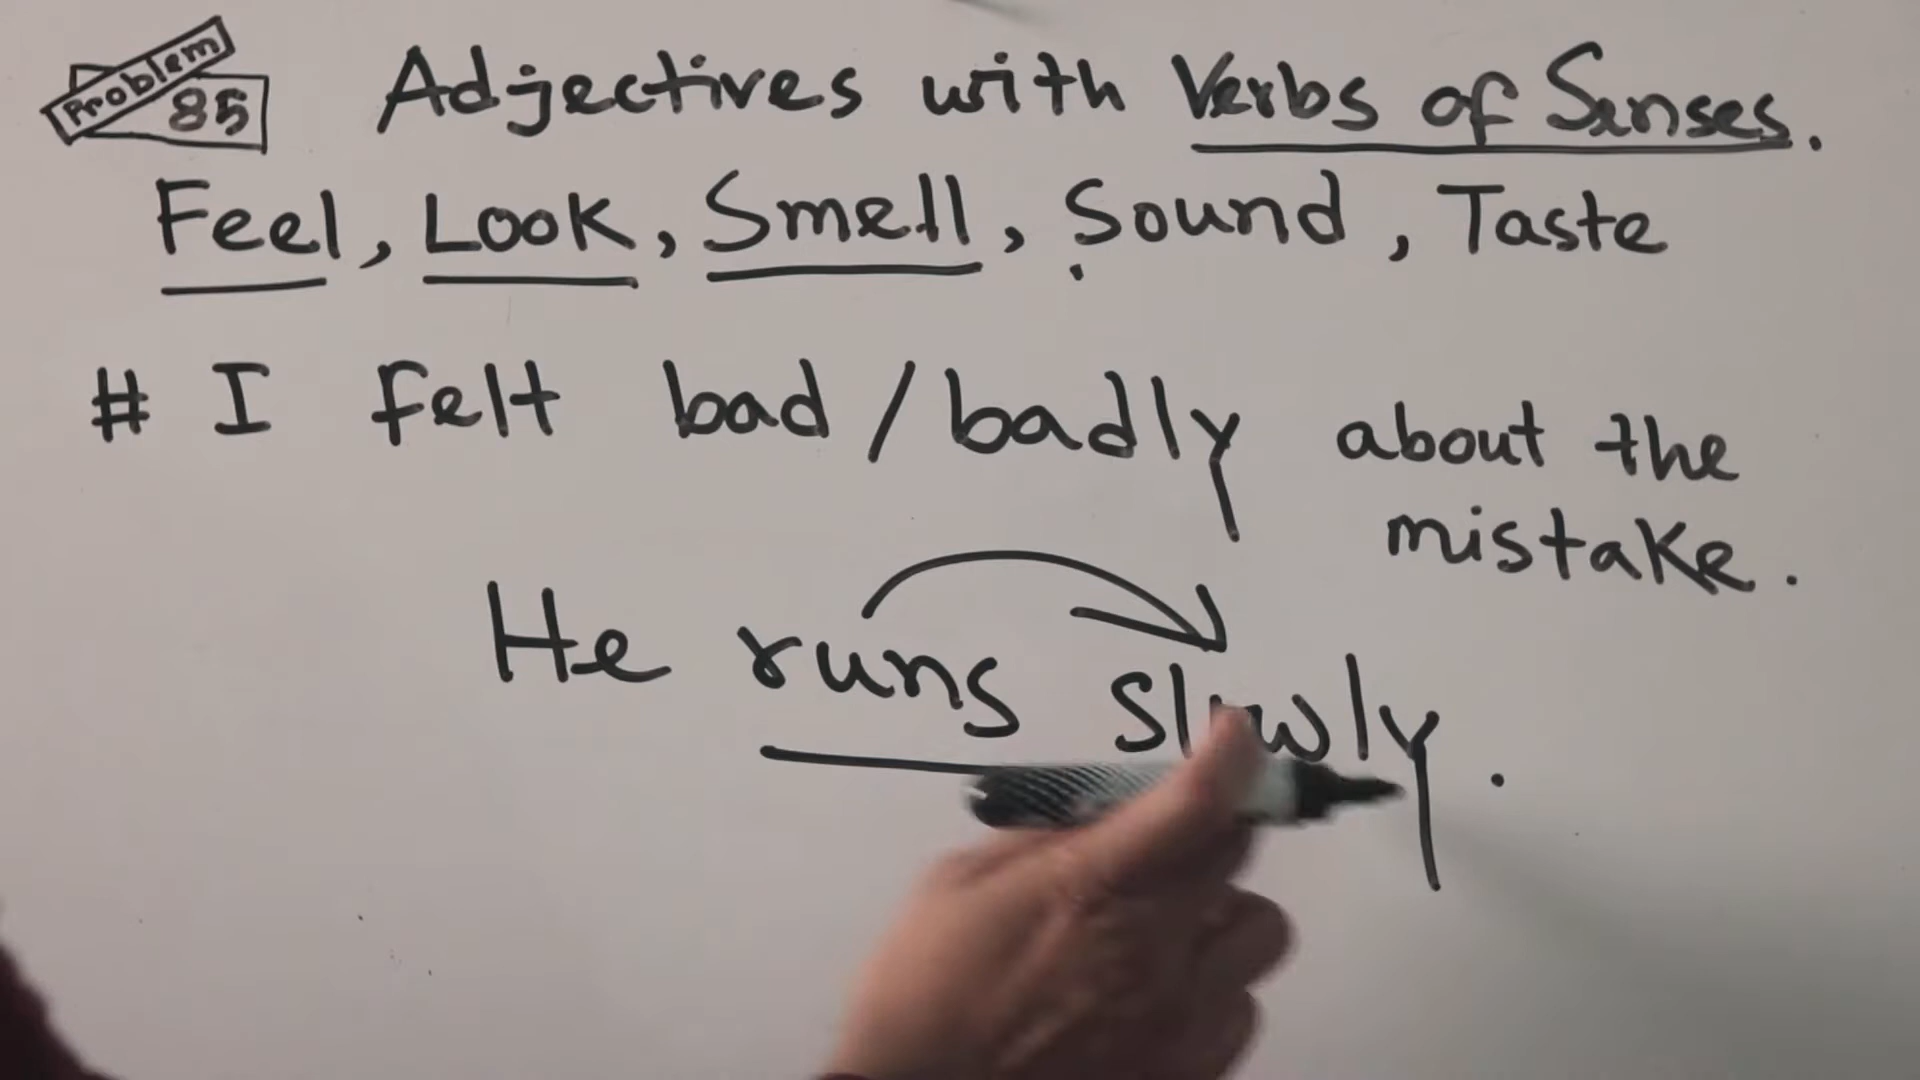 Problem
85
Adjectives with Verbs of Senses.
Feel, Look, Smell, Sound, Taste
# I felt bad/badly about the
mistake.
He runs slowly.